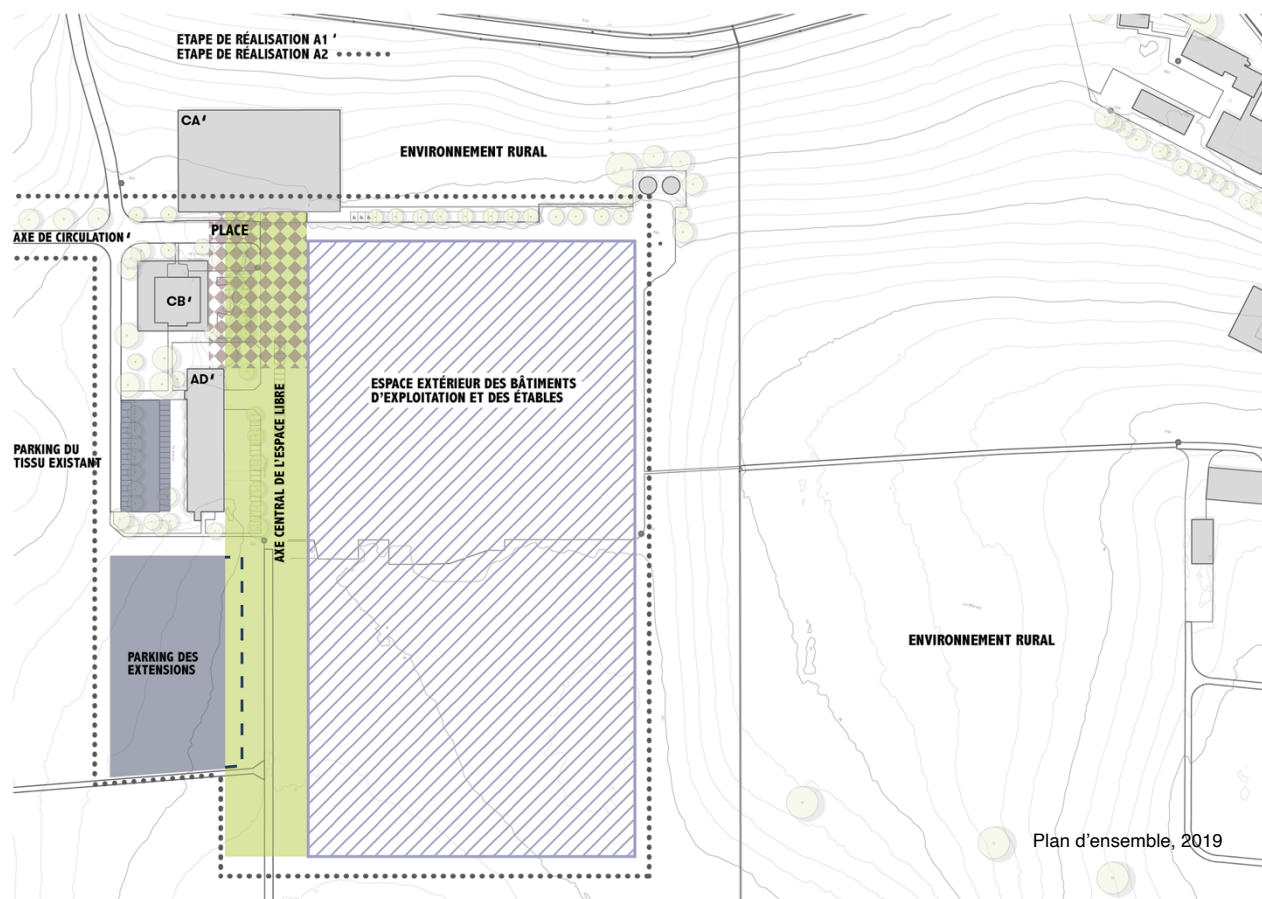 ETAPE DE RÉALISATION A1 ‘
ETAPE DE RÉALISATION A2
CA‘
ENVIRONNEMENT RURAL
PLACE
AXE DE CIRCULATION‘
CB‘
AD‘
ESPACE EXTÉRIEUR DES BÂTIMENTS
D’EXPLOITATION ET DES ÉTABLES
AXE CENTRAL DE L’ESPACE LIBRE
PARKING DU
TISSU EXISTANT
PARKING DES
EXTENSIONS
ENVIRONNEMENT RURAL
Plan d’ensemble, 2019